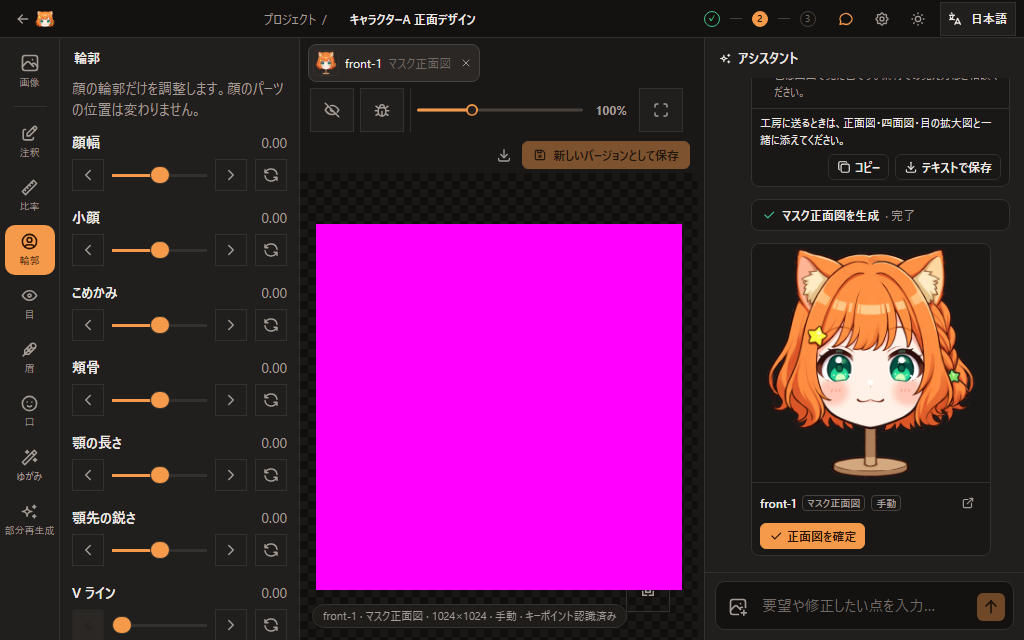 プロジェクト / キャラクターA 正面デザイン
2
3
日本語
画像
注釈
比率
輪郭
目
眉
口
ゆがみ
部分再生成
輪郭
顔の輪郭だけを調整します。顔のパーツ
の位置は変わりません。
顔幅 0.00
小顔 0.00
こめかみ 0.00
頬骨 0.00
顎の長さ 0.00
顎先の鋭さ 0.00
V ライン 0.00
front-1 マスク正面図
100%
新しいバージョンとして保存
front-1 · マスク正面図 · 1024×1024 · 手動 · キーポイント認識済み
アシスタント
ださい。
工房に送るときは、正面図・四面図・目の拡大図と一
緒に添えてください。
コピー
テキストで保存
マスク正面図を生成 · 完了
front-1 マスク正面図 手動
正面図を確定
要望や修正したい点を入力...